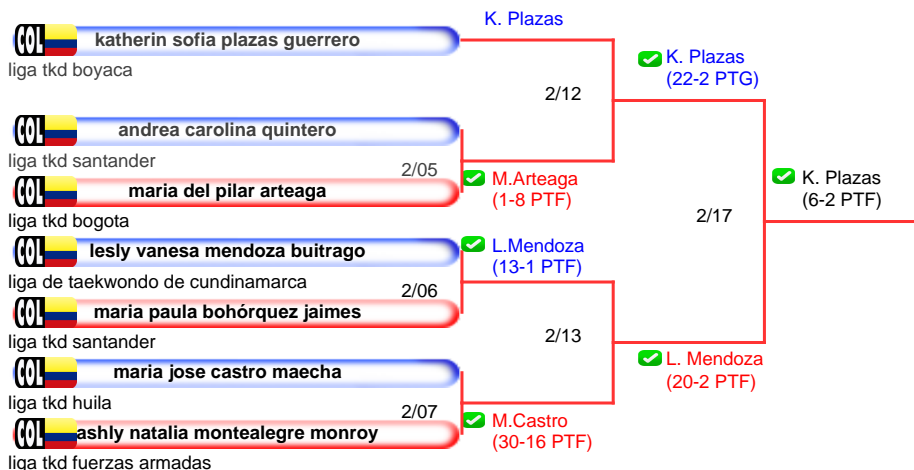 K. Plazas
COL katherin sofia plazas guerrero
liga tkd boyaca
K. Plazas
(22-2 PTG)
2/12
COL andrea carolina quintero
liga tkd santander
2/05
COL maria del pilar arteaga
liga tkd bogota
M.Arteaga
(1-8 PTF)
K. Plazas
(6-2 PTF)
2/17
COL lesly vanesa mendoza buitrago
liga de taekwondo de cundinamarca
L.Mendoza
(13-1 PTF)
2/06
COL maria paula bohórquez jaimes
liga tkd santander
2/13
L. Mendoza
(20-2 PTF)
COL maria jose castro maecha
liga tkd huila
2/07
COL ashly natalia montealegre monroy
liga tkd fuerzas armadas
M.Castro
(30-16 PTF)